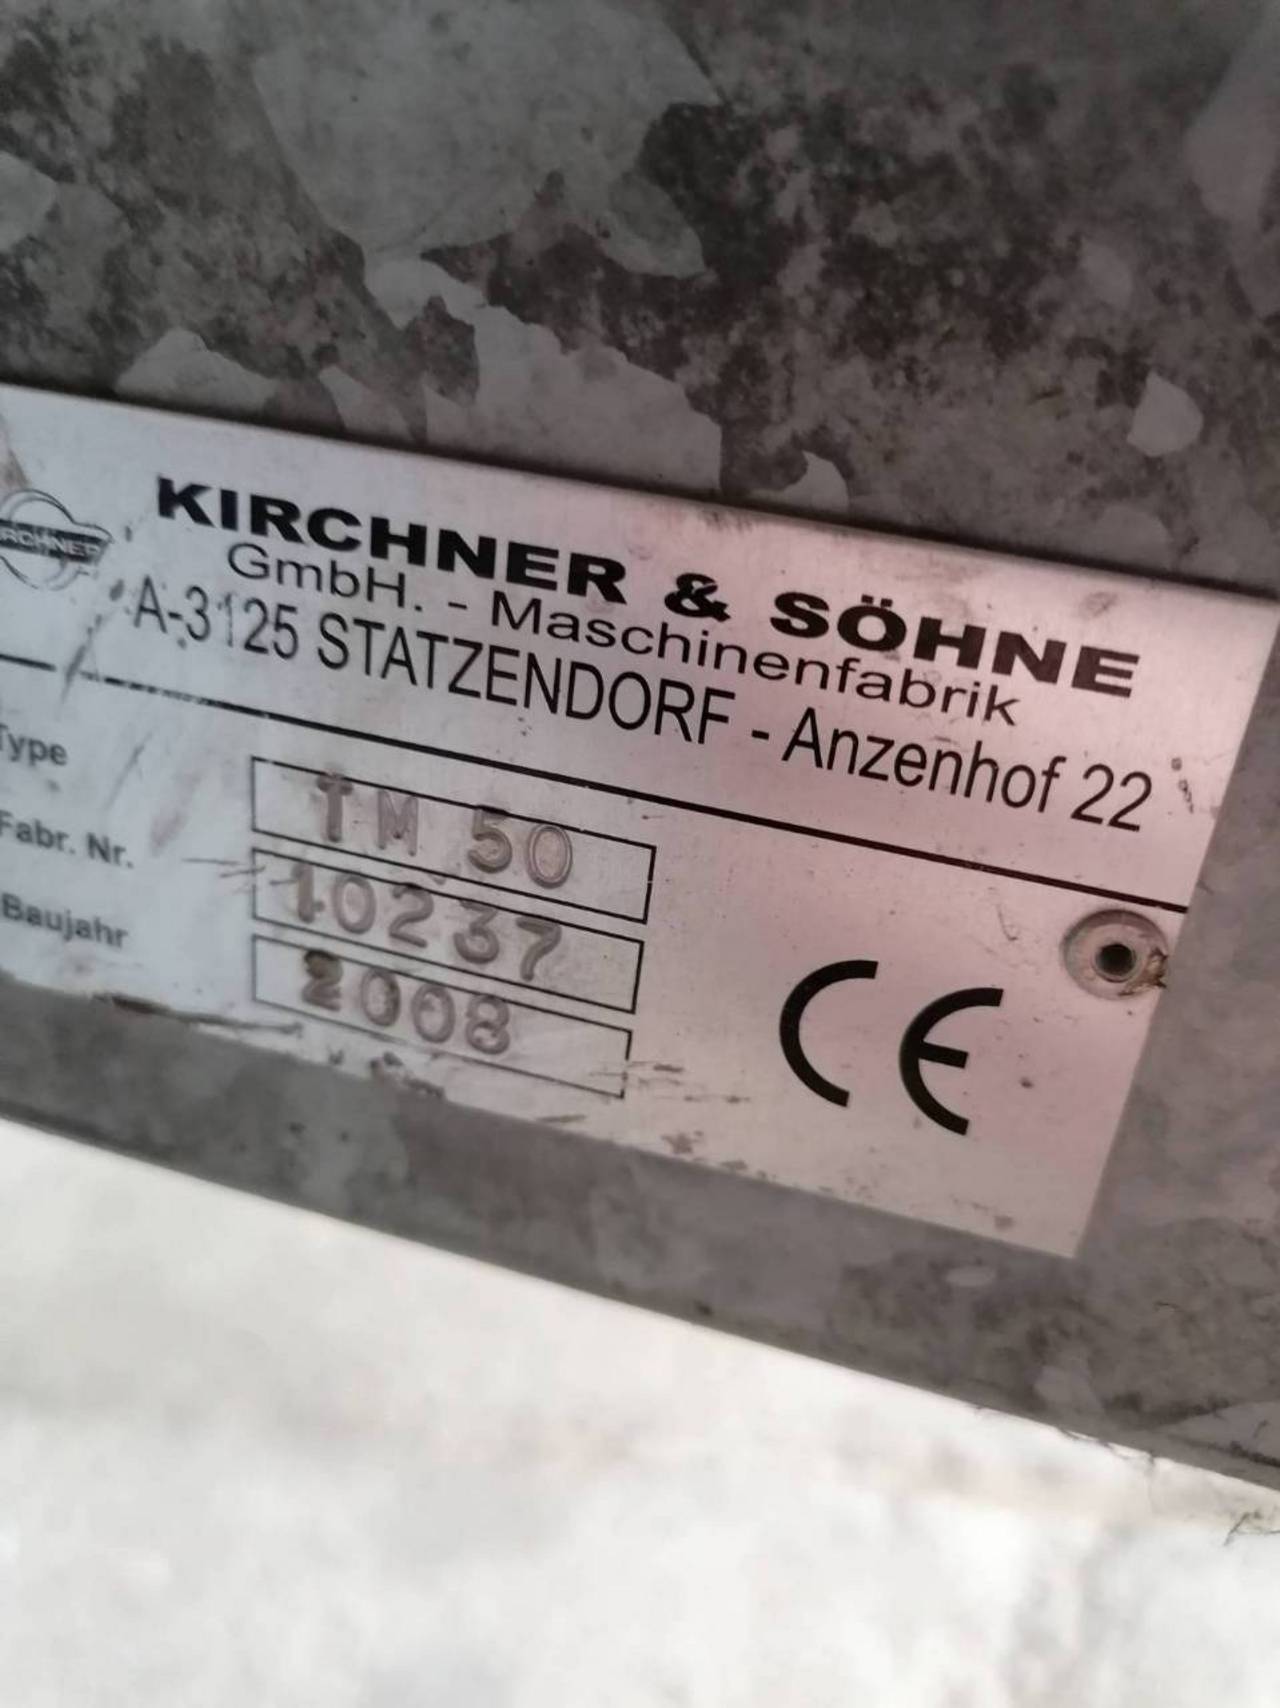 KIRCHNER & SÖHNE
GmbH. - Maschinenfabrik
A-3125 STATZENDORF - Anzenhof 22
Type TM 50
Fabr. Nr. 10237
Baujahr 2008
CE